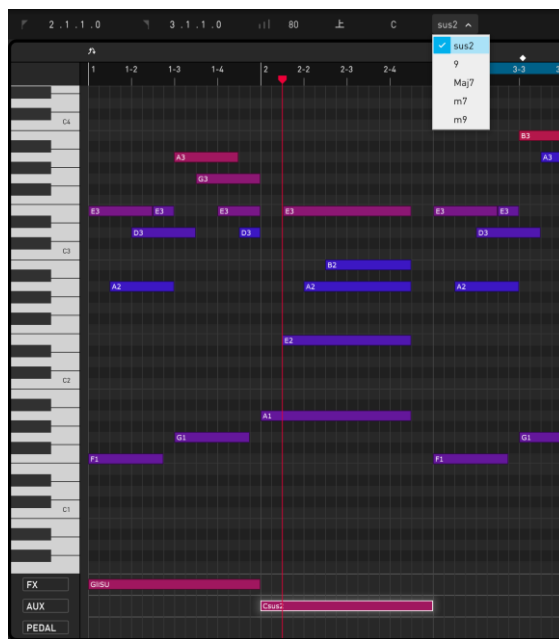 2.1.1.0 3.1.1.0 80 上 C sus2
sus2
9
Maj7
m7
m9
1 1-2 1-3 1-4 2 2-2 2-3 2-4 3-3
C4
B3
A3 A3
G3
E3 E3 E3 E3 E3 E3
D3 D3 D3
C3
B2
A2 A2 A2
E2
C2
A1
G1 G1
F1 F1
C1
FX GIISU
AUX Csus2
PEDAL